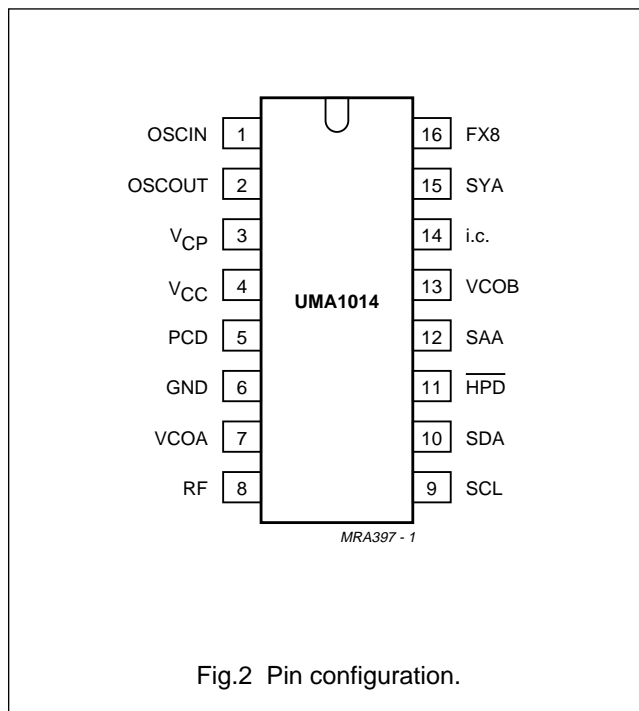 OSCIN 1 16 FX8
OSCOUT 2 15 SYA
VCP 3 14 i.c.
VCC 4 13 VCOB
UMA1014
PCD 5 12 SAA
GND 6 11 HPD
VCOA 7 10 SDA
RF 8 9 SCL
MRA397 - 1
Fig.2 Pin configuration.